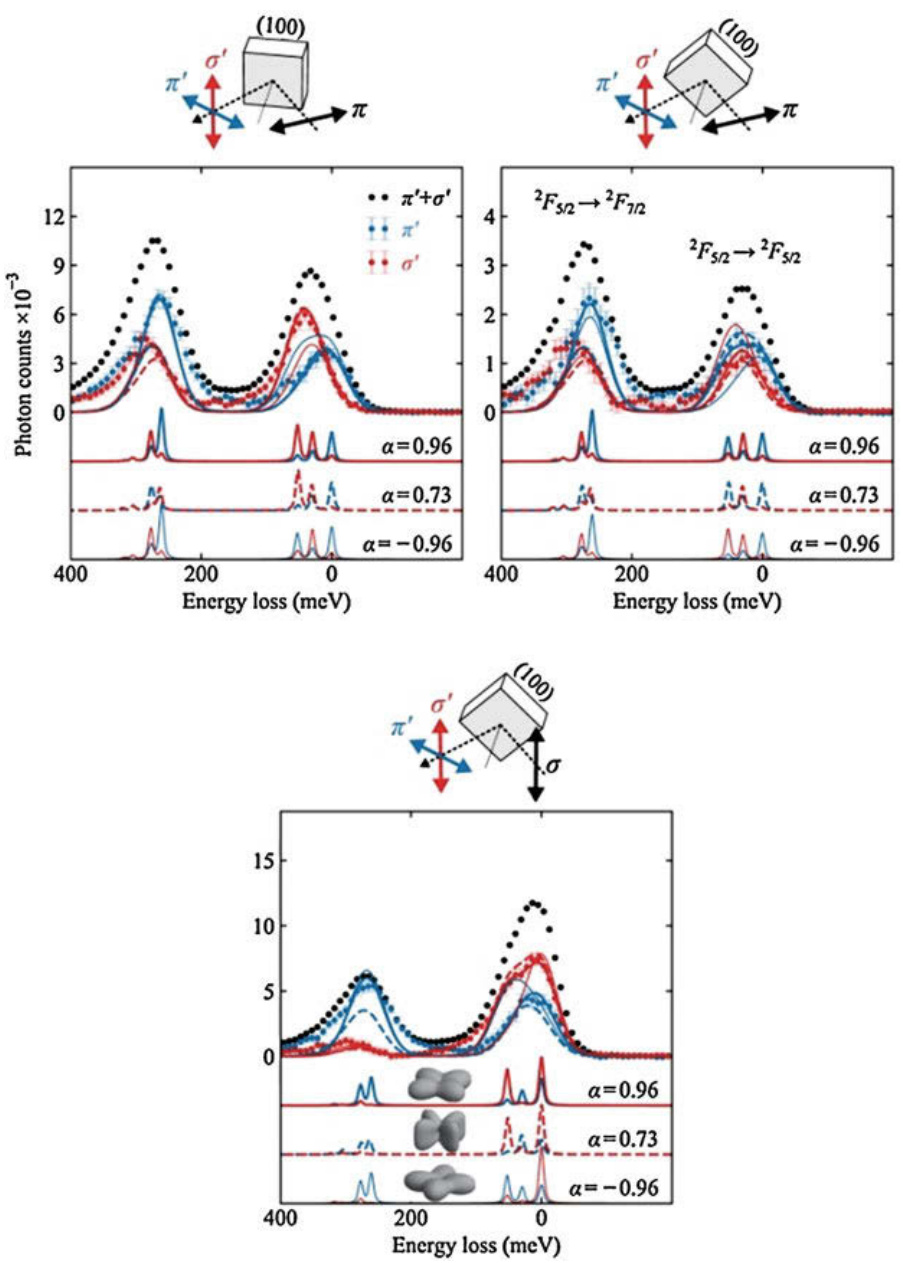 (100)
σ′
π′
π
(100)
σ′
π′
π
Photon counts ×10⁻³
12
9
6
3
0
π′+σ′
π′
σ′
α=0.96
α=0.73
α=−0.96
400 200 0
Energy loss (meV)
4
3
2
1
0
²F₅/₂→²F₇/₂
²F₅/₂→²F₅/₂
α=0.96
α=0.73
α=−0.96
400 200 0
Energy loss (meV)
(100)
σ′
π′
σ
15
10
5
0
α=0.96
α=0.73
α=−0.96
400 200 0
Energy loss (meV)